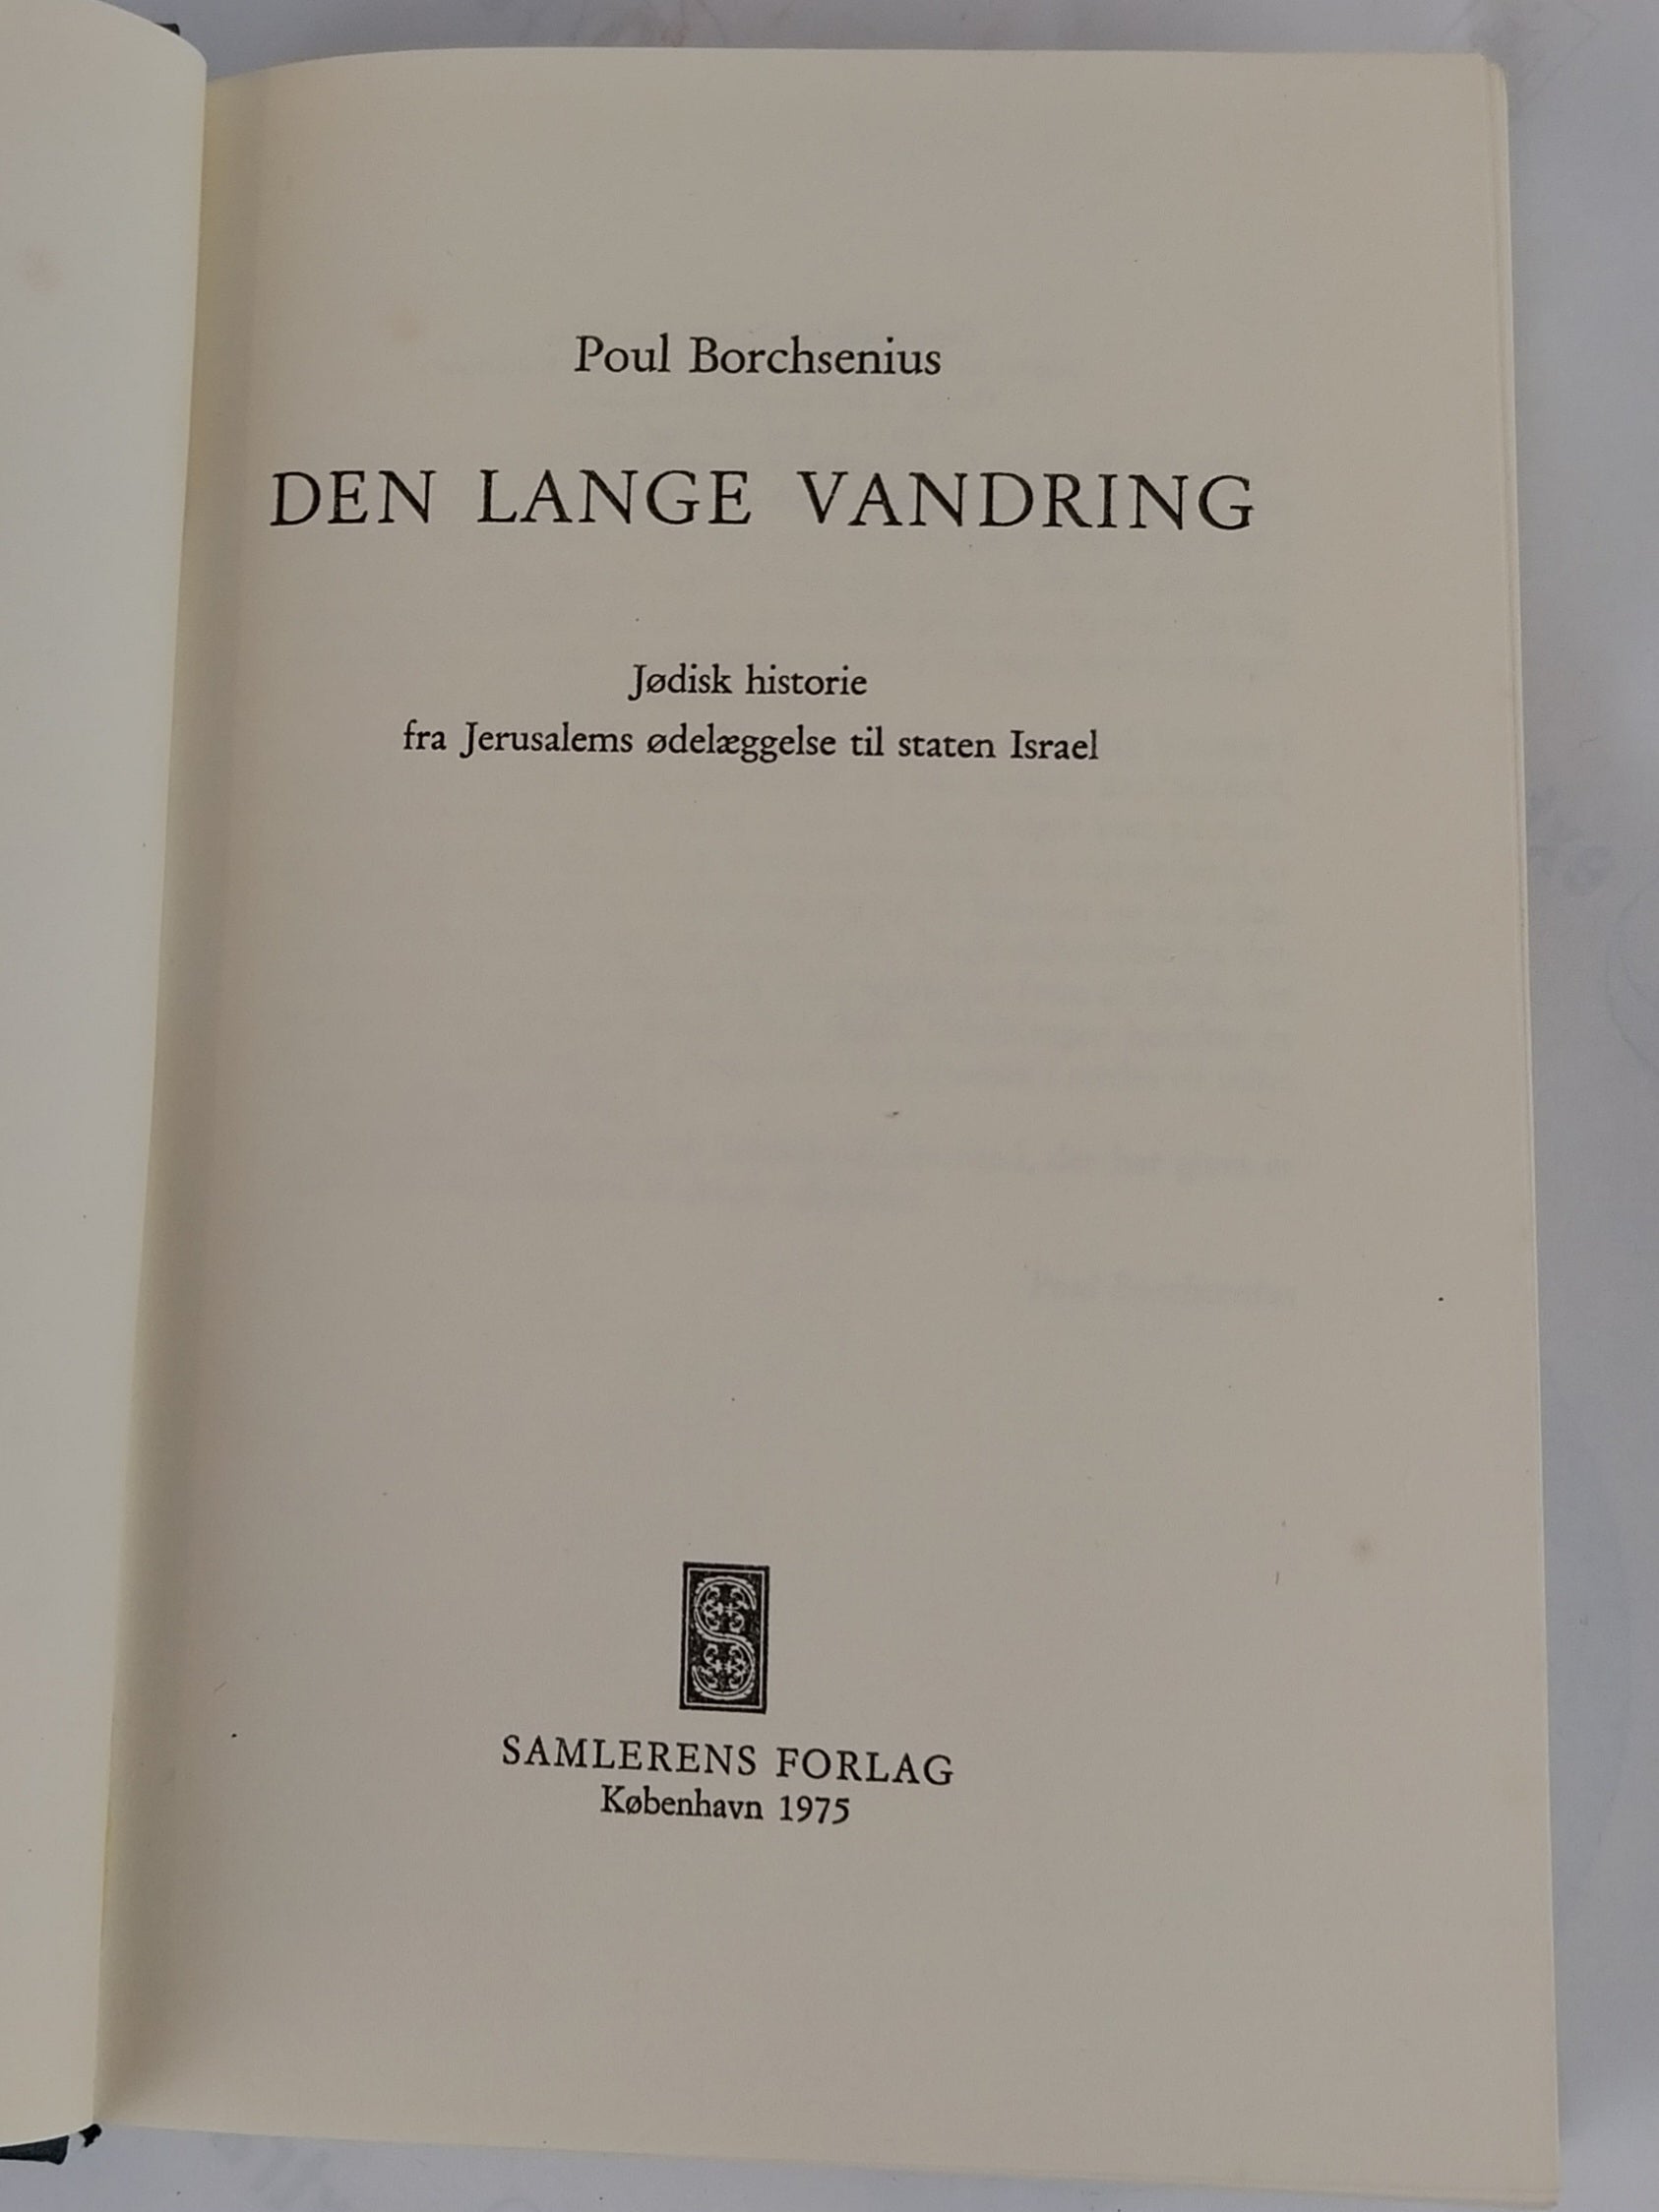 Poul Borchsenius
DEN LANGE VANDRING
Jødisk historie
fra Jerusalems ødelæggelse til staten Israel
S
SAMLERENS FORLAG
København 1975